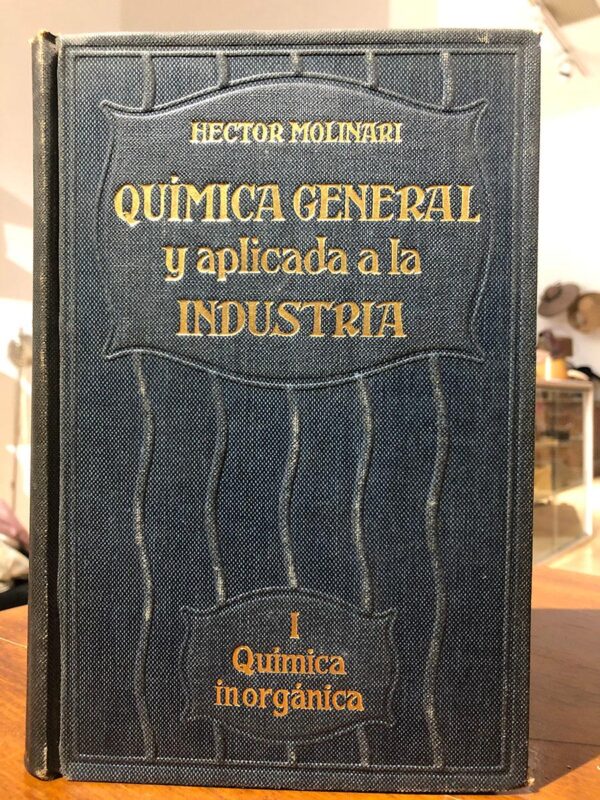 HECTOR MOLINARI
QUÍMICA GENERAL
y aplicada a la
INDUSTRIA
I
Química
inorgánica